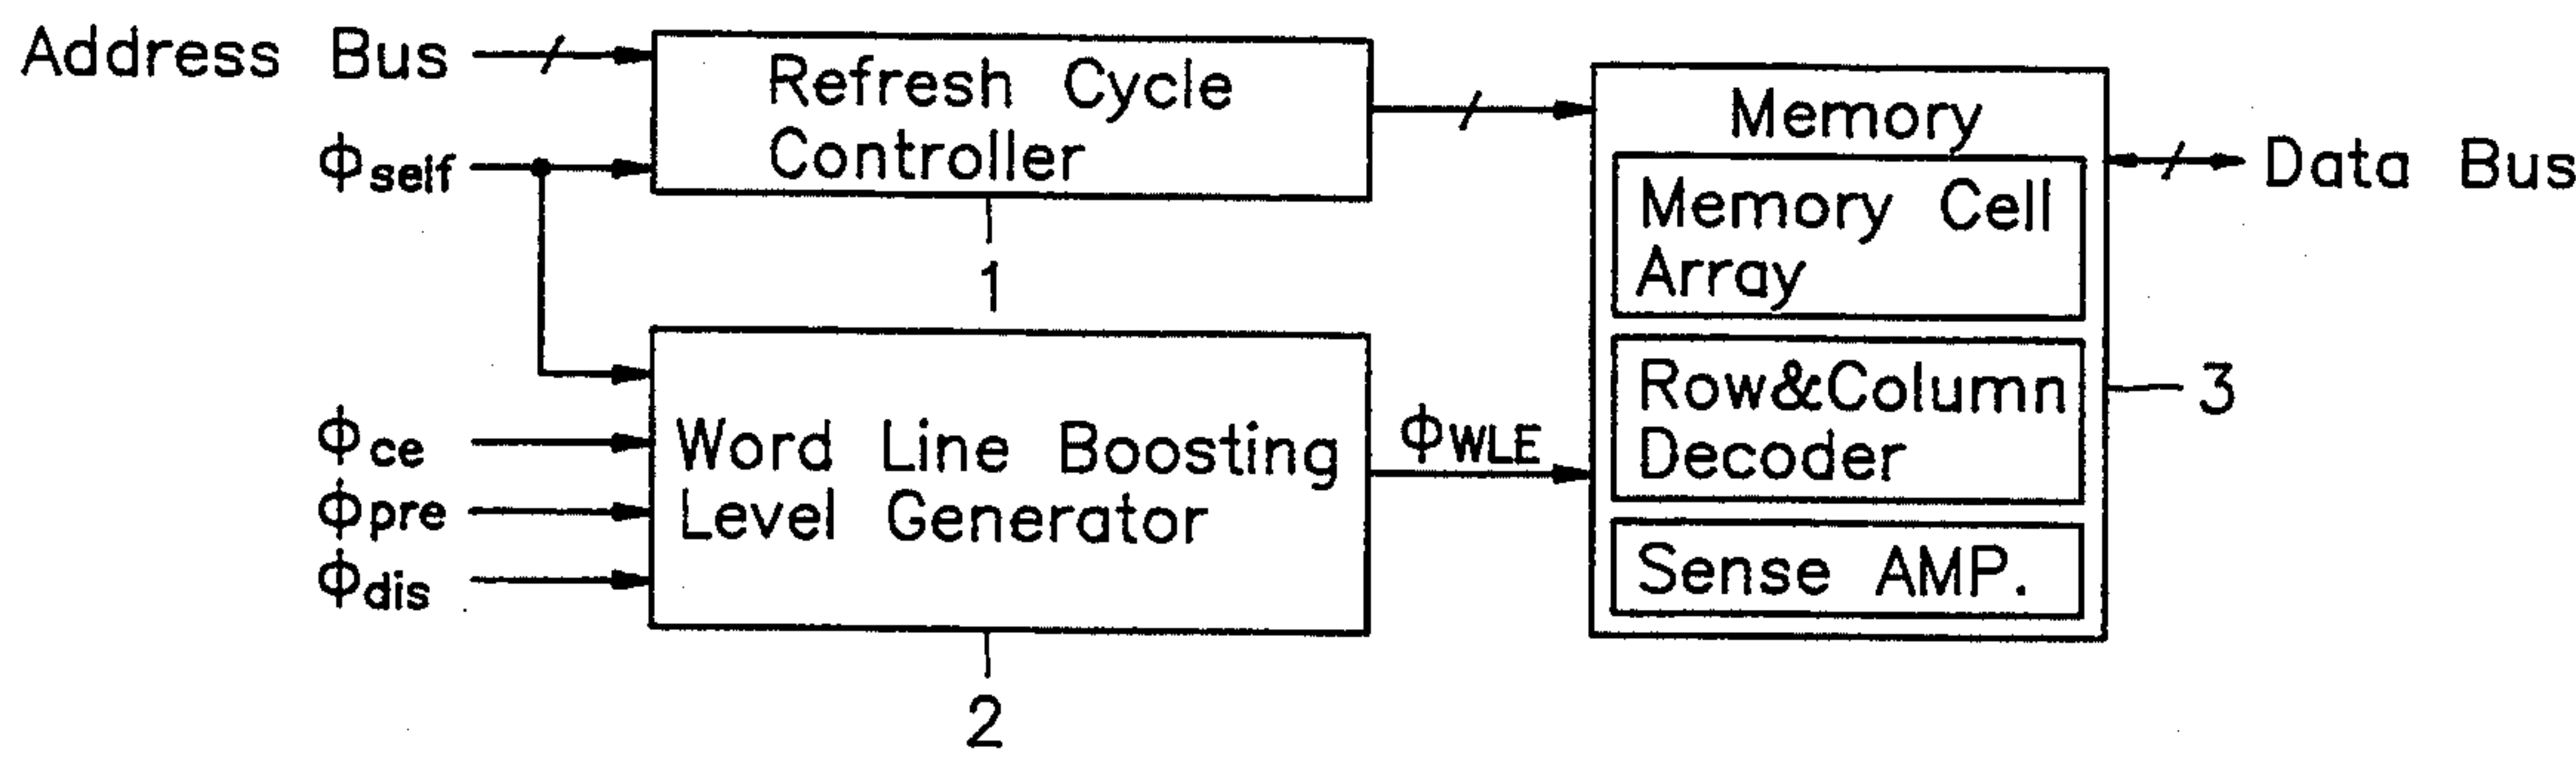 Address Bus
ϕself
Refresh Cycle
Controller
1
ϕce
ϕpre
ϕdis
Word Line Boosting
Level Generator
2
ϕWLE
Memory
Memory Cell
Array
Row&Column
Decoder
Sense AMP.
3
Data Bus